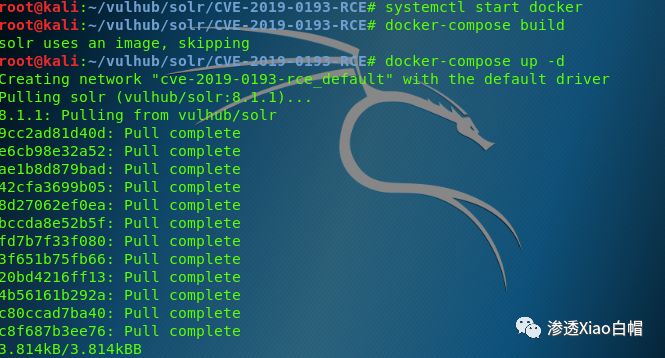 root@kali:~/vulhub/solr/CVE-2019-0193-RCE# systemctl start docker
root@kali:~/vulhub/solr/CVE-2019-0193-RCE# docker-compose build
solr uses an image, skipping
root@kali:~/vulhub/solr/CVE-2019-0193-RCE# docker-compose up -d
Creating network "cve-2019-0193-rce_default" with the default driver
Pulling solr (vulhub/solr:8.1.1)...
8.1.1: Pulling from vulhub/solr
9cc2ad81d40d: Pull complete
e6cb98e32a52: Pull complete
ae1b8d879bad: Pull complete
42cfa3699b05: Pull complete
8d27062ef0ea: Pull complete
bccda8e52b5f: Pull complete
fd7b7f33f080: Pull complete
3f651b75fb66: Pull complete
20bd4216ff13: Pull complete
4b56161b292a: Pull complete
c80ccad7ba40: Pull complete
c8f687b3ee76: Pull complete
3.814kB/3.814kBB
渗透Xiao白帽